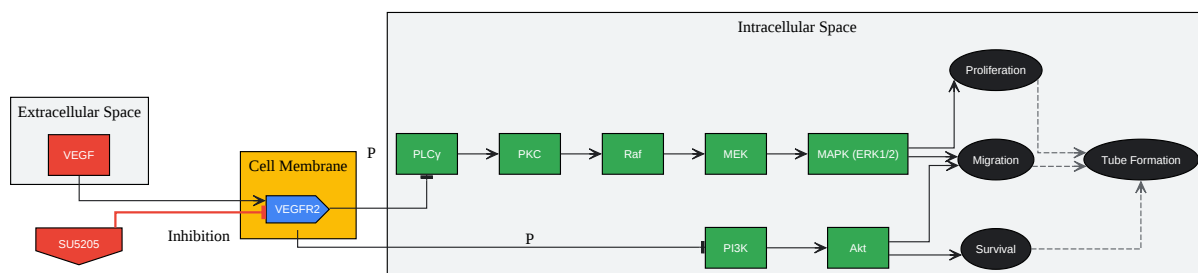 Intracellular Space
Proliferation
Extracellular Space
VEGF
P
PLCγ
PKC
Raf
MEK
MAPK (ERK1/2)
Migration
Tube Formation
Cell Membrane
VEGFR2
SU5205
Inhibition
P
PI3K
Akt
Survival